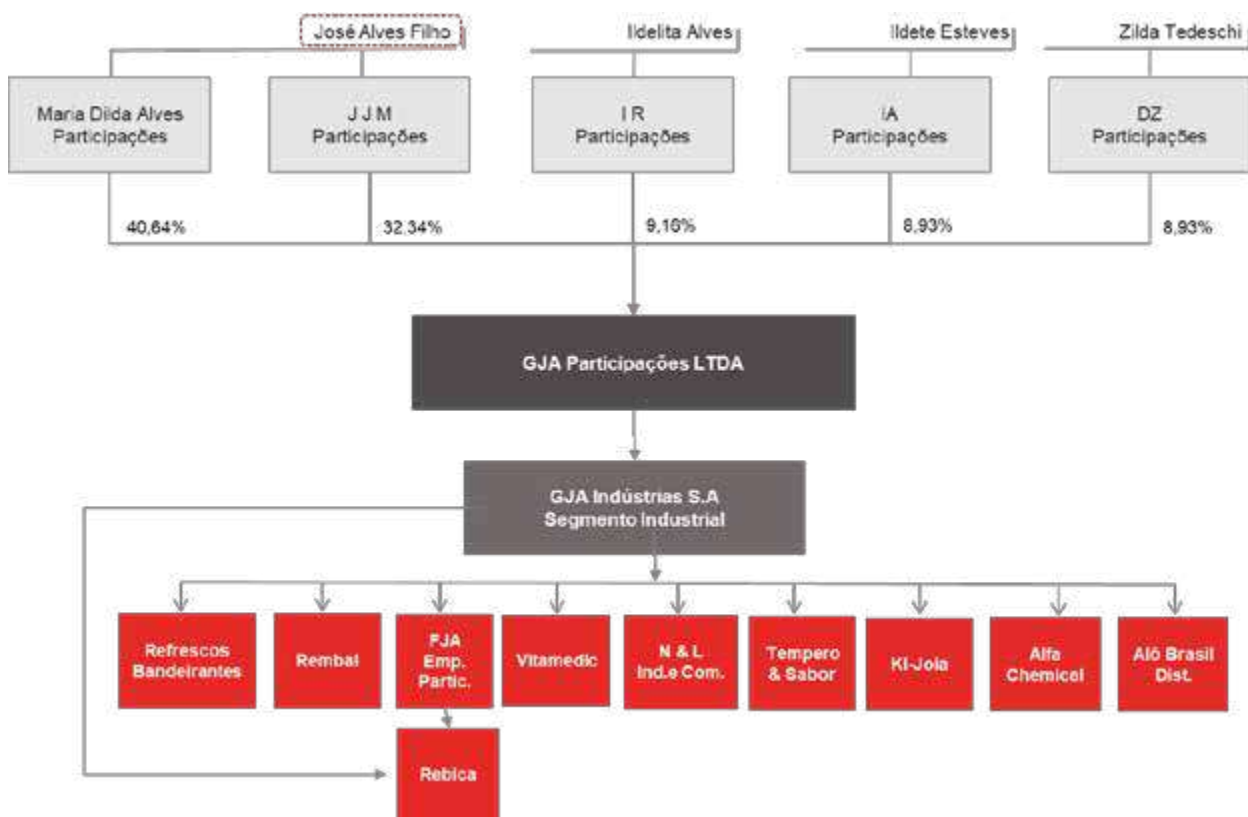 José Alves Filho
Ildelita Alves
Ildete Esteves
Zilda Tedeschi
Maria Dilda Alves
Participações
J J M
Participações
I R
Participações
IA
Participações
DZ
Participações
40,64%
32,34%
9,16%
8,93%
8,93%
GJA Participações LTDA
GJA Indústrias S.A
Segmento Industrial
Refrescos
Bandeirantes
Rembal
FJA
Emp.
Partic.
Vitamedic
N & L
Ind.e Com.
Tempero
& Sabor
KI-Joia
Alfa
Chemical
Alô Brasil
Dist.
Rebica